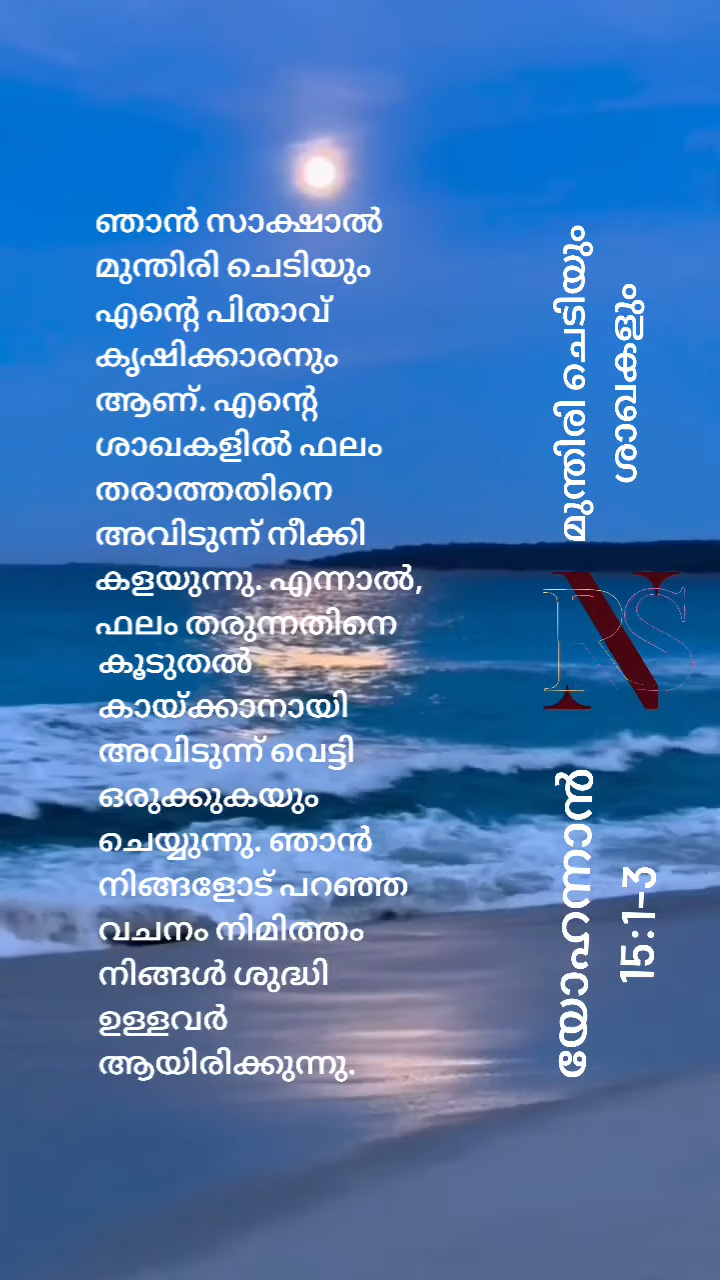 ഞാൻ സാക്ഷാൽ
മുന്തിരി ചെടിയും
എന്റെ പിതാവ്
കൃഷിക്കാരനും
ആണ്. എന്റെ
ശാഖകളിൽ ഫലം
തരാത്തതിനെ
അവിടുന്ന് നീക്കി
കളയുന്നു. എന്നാൽ,
ഫലം തരുന്നതിനെ
കൂടുതൽ
കായ്ക്കാനായി
അവിടുന്ന് വെട്ടി
ഒരുക്കുകയും
ചെയ്യുന്നു. ഞാൻ
നിങ്ങളോട് പറഞ്ഞ
വചനം നിമിത്തം
നിങ്ങൾ ശുദ്ധി
ഉള്ളവർ
ആയിരിക്കുന്നു.
മുന്തിരി ചെടിയും
ശാഖകളും
യോഹന്നാൻ
15:1-3